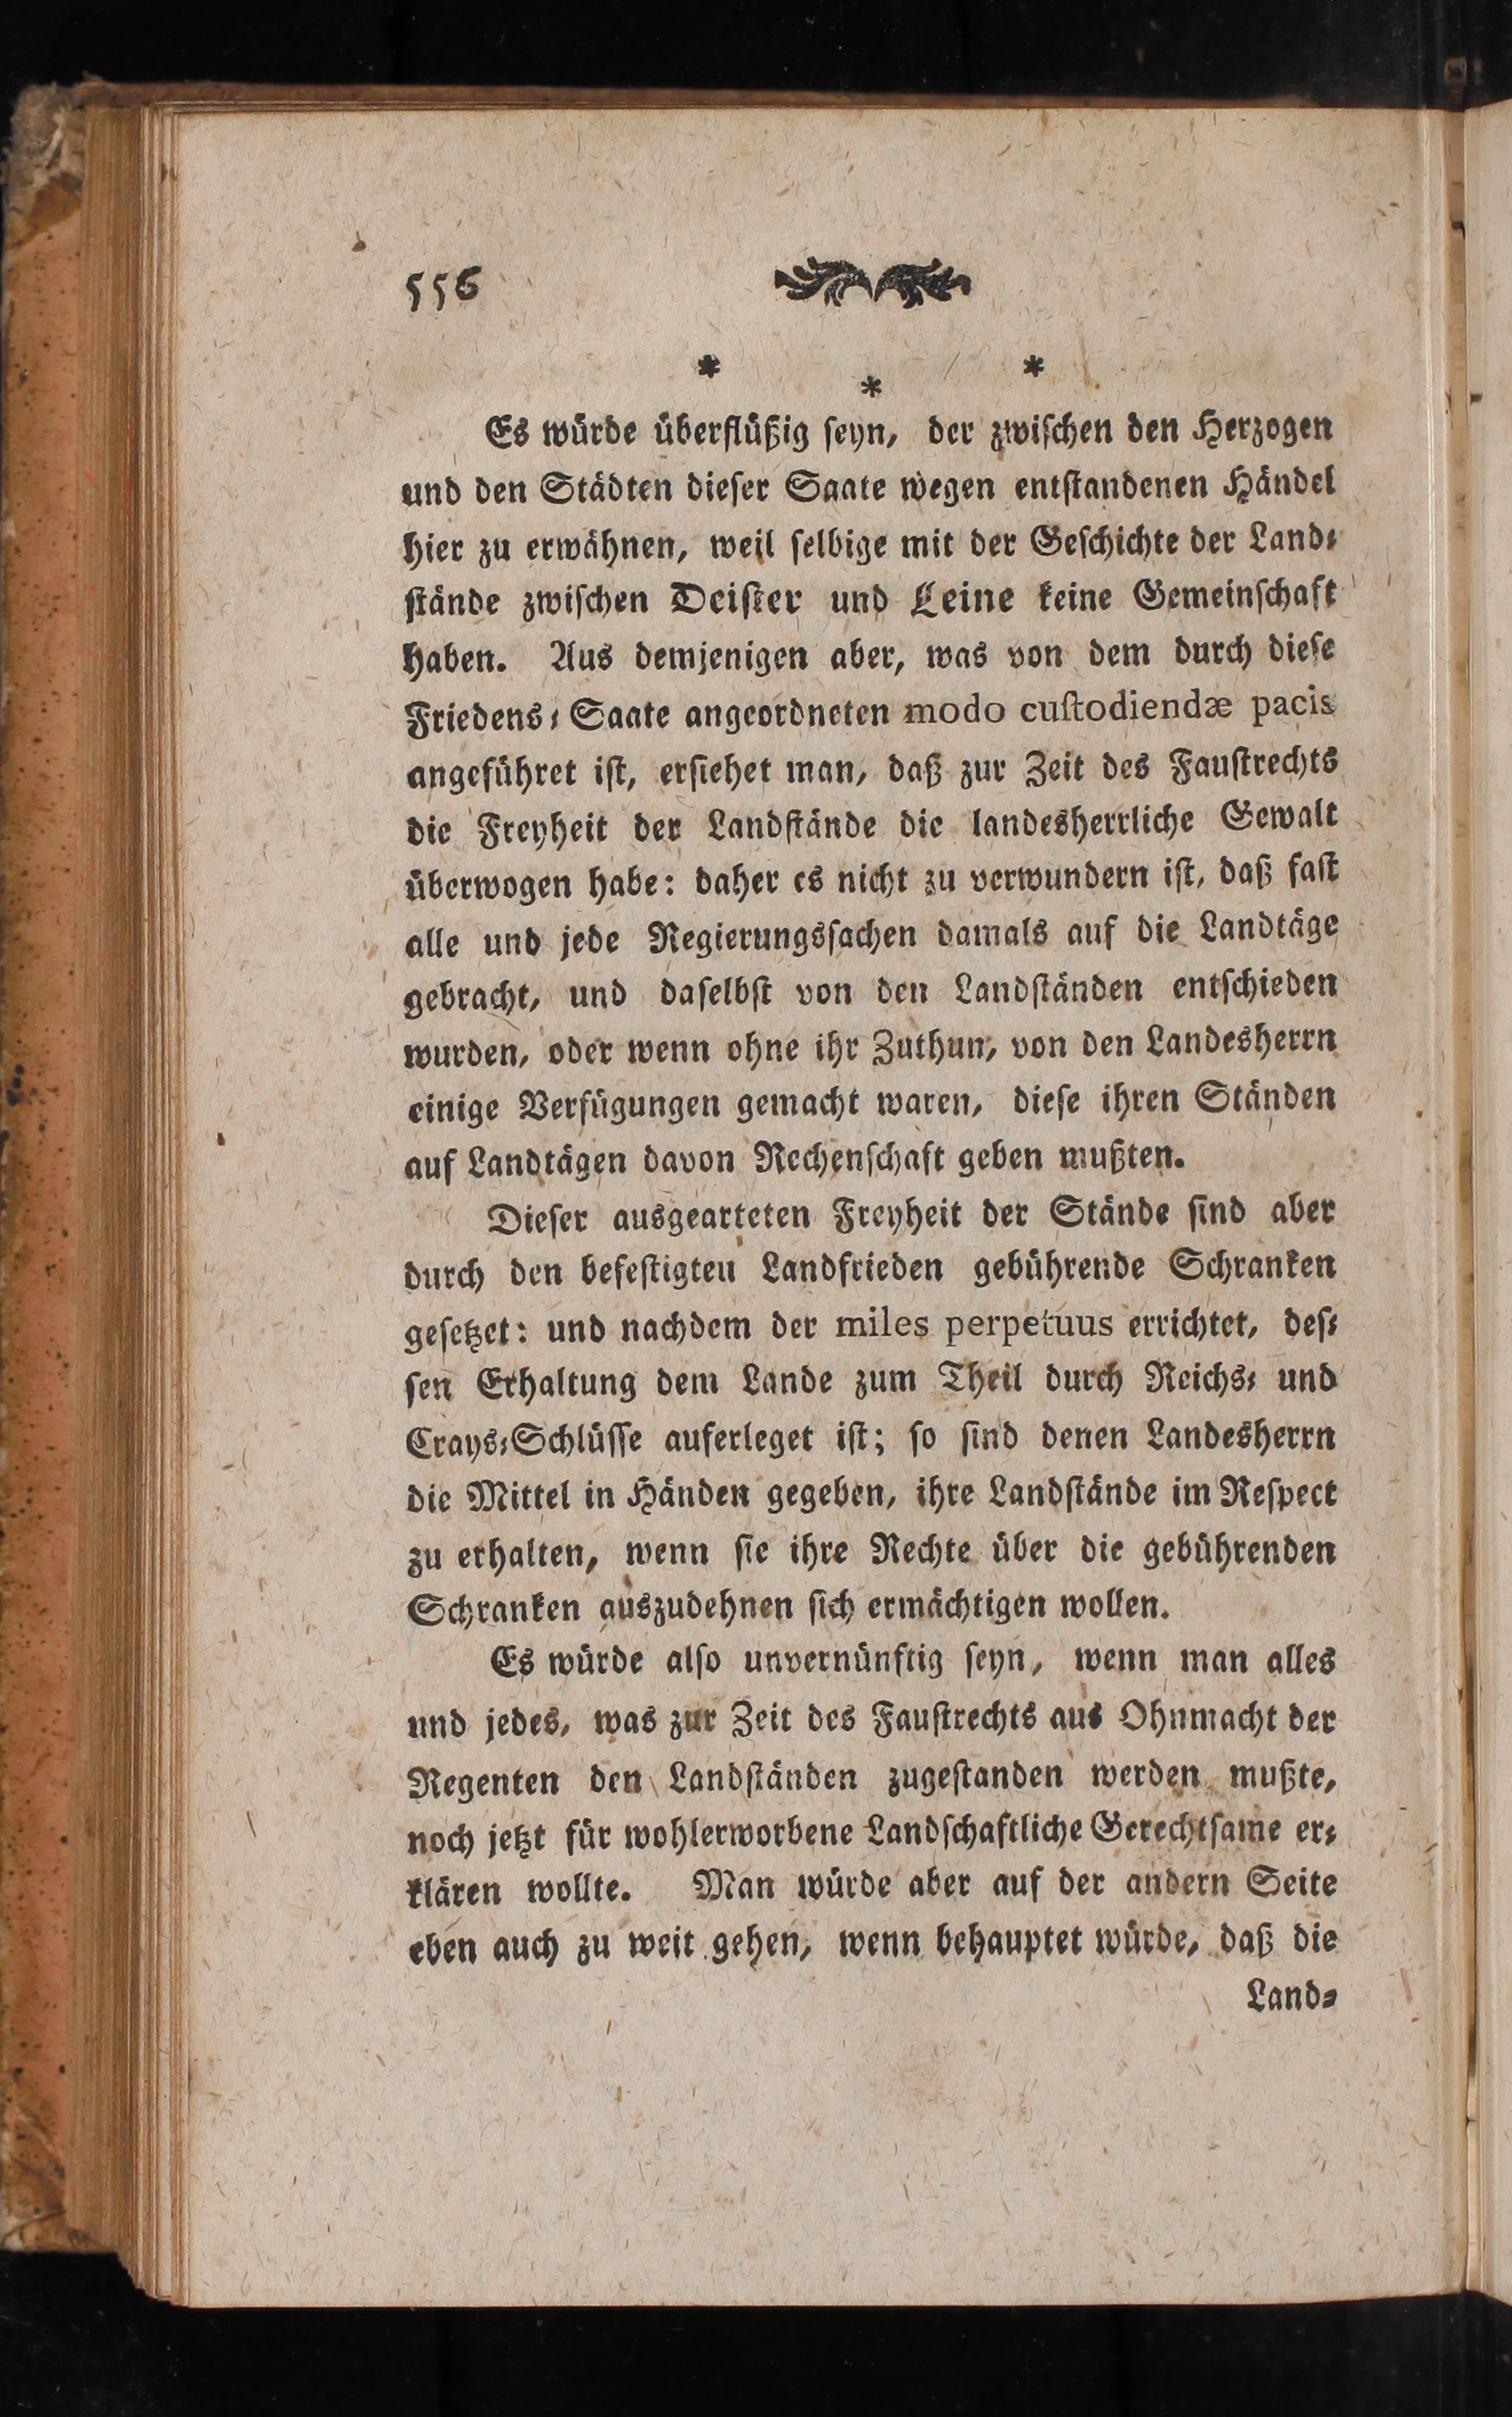 556
* * *
Es würde überflüßig ſeyn, der zwiſchen den Herzogen
und den Städten dieſer Saate wegen entſtandenen Händel
hier zu erwähnen, weil ſelbige mit der Geſchichte der Land⸗
ſtände zwiſchen Deiſter und Leine keine Gemeinſchaft
haben. Aus demjenigen aber, was von dem durch dieſe
Friedens⸗Saate angeordneten modo cuſtodiendæ pacis
angeführet iſt, erſiehet man, daß zur Zeit des Fauſtrechts
die Freyheit der Landſtände die landesherrliche Gewalt
überwogen habe: daher es nicht zu verwundern iſt, daß faſt
alle und jede Regierungsſachen damals auf die Landtäge
gebracht, und daſelbſt von den Landſtänden entſchieden
wurden, oder wenn ohne ihr Zuthun, von den Landesherrn
einige Verfügungen gemacht waren, dieſe ihren Ständen
auf Landtägen davon Rechenſchaft geben mußten.
Dieſer ausgearteten Freyheit der Stände ſind aber
durch den befeſtigten Landfrieden gebührende Schranken
geſetzet: und nachdem der miles perpetuus errichtet, deſ⸗
ſen Erhaltung dem Lande zum Theil durch Reichs⸗ und
Crays⸗Schlüſſe auferleget iſt; ſo ſind denen Landesherrn
die Mittel in Händen gegeben, ihre Landſtände im Reſpect
zu erhalten, wenn ſie ihre Rechte über die gebührenden
Schranken auszudehnen ſich ermächtigen wollen.
Es würde alſo unvernünftig ſeyn, wenn man alles
und jedes, was zur Zeit des Fauſtrechts aus Ohnmacht der
Regenten den Landſtänden zugeſtanden werden mußte,
noch jetzt für wohlerworbene Landſchaftliche Gerechtſame er⸗
klären wollte. Man würde aber auf der andern Seite
eben auch zu weit gehen, wenn behauptet würde, daß die
Land⸗